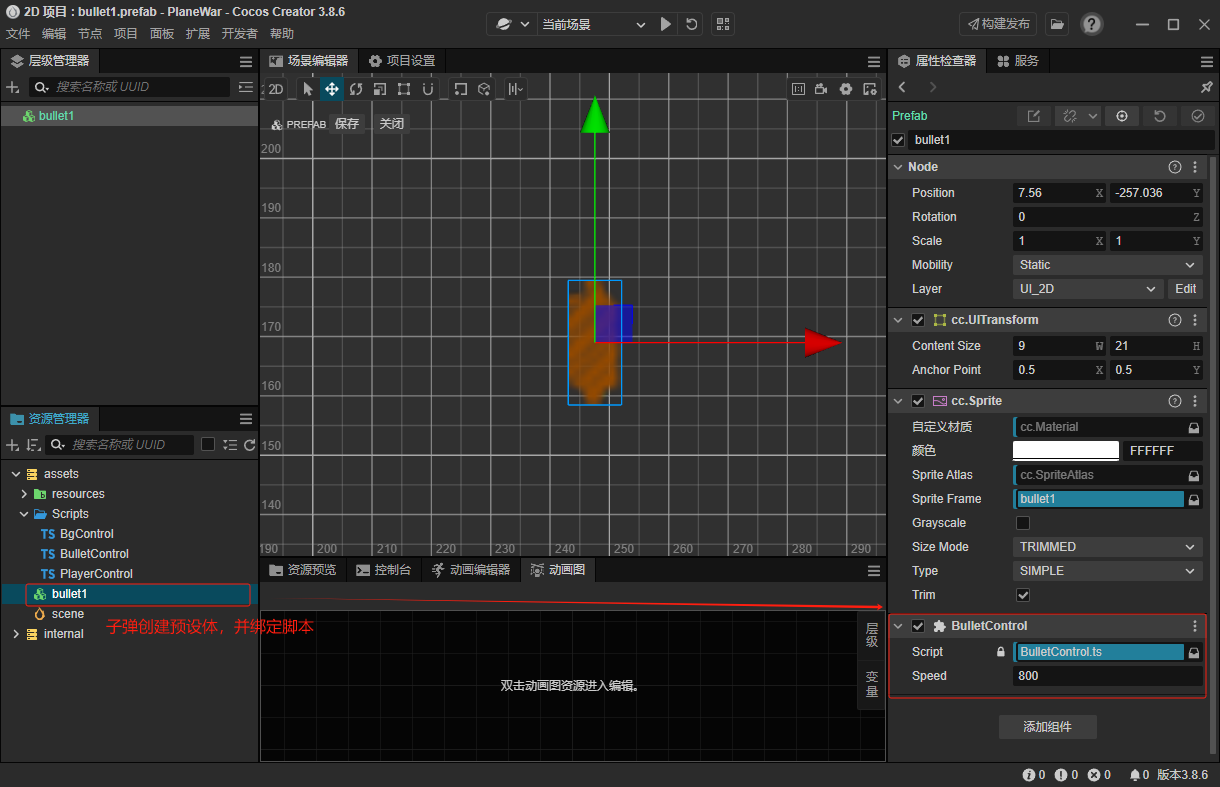 2D 项目 : bullet1.prefab - PlaneWar - Cocos Creator 3.8.6
文件 编辑 节点 项目 面板 扩展 开发者 帮助
当前场景
构建发布
层级管理器
搜索名称或 UUID
bullet1
场景编辑器
项目设置
2D
PREFAB
保存
关闭
200
190
180
170
160
150
140
190 200 210 220 230 240 250 260 270 280 290
资源管理器
搜索名称或 UUID
assets
resources
Scripts
TS BgControl
TS BulletControl
TS PlayerControl
bullet1
scene
internal
子弹创建预设体，并绑定脚本
资源预览
控制台
动画编辑器
动画图
层级
变量
双击动画图资源进入编辑。
属性检查器
服务
Prefab
bullet1
Node
Position 7.56 X -257.036 Y
Rotation 0 Z
Scale 1 X 1 Y
Mobility Static
Layer UI_2D Edit
cc.UITransform
Content Size 9 W 21 H
Anchor Point 0.5 X 0.5 Y
cc.Sprite
自定义材质 cc.Material
颜色 FFFFFF
Sprite Atlas cc.SpriteAtlas
Sprite Frame bullet1
Grayscale
Size Mode TRIMMED
Type SIMPLE
Trim
BulletControl
Script BulletControl.ts
Speed 800
添加组件
0 0 0 0 版本3.8.6